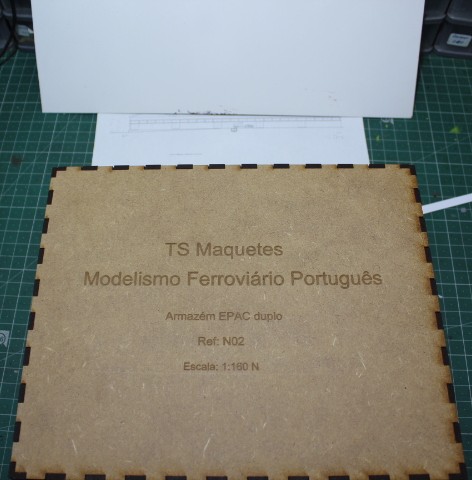 TS Maquetes
Modelismo Ferroviário Português
Armazém EPAC duplo
Ref: N02
Escala: 1:160 N